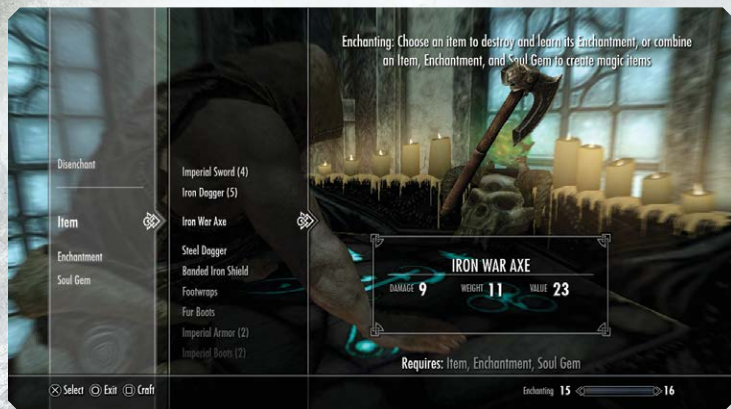 Enchanting: Choose an item to destroy and learn its Enchantment, or combine
an Item, Enchantment, and Soul Gem to create magic items
Disenchant
Item
Enchantment
Soul Gem
Imperial Sword (4)
Iron Dagger (5)
Iron War Axe
Steel Dagger
Banded Iron Shield
Footwraps
Fur Boots
Imperial Armor (2)
Imperial Boots (2)
IRON WAR AXE
DAMAGE 9 WEIGHT 11 VALUE 23
Requires: Item, Enchantment, Soul Gem
Select Exit Craft
Enchanting 15 16